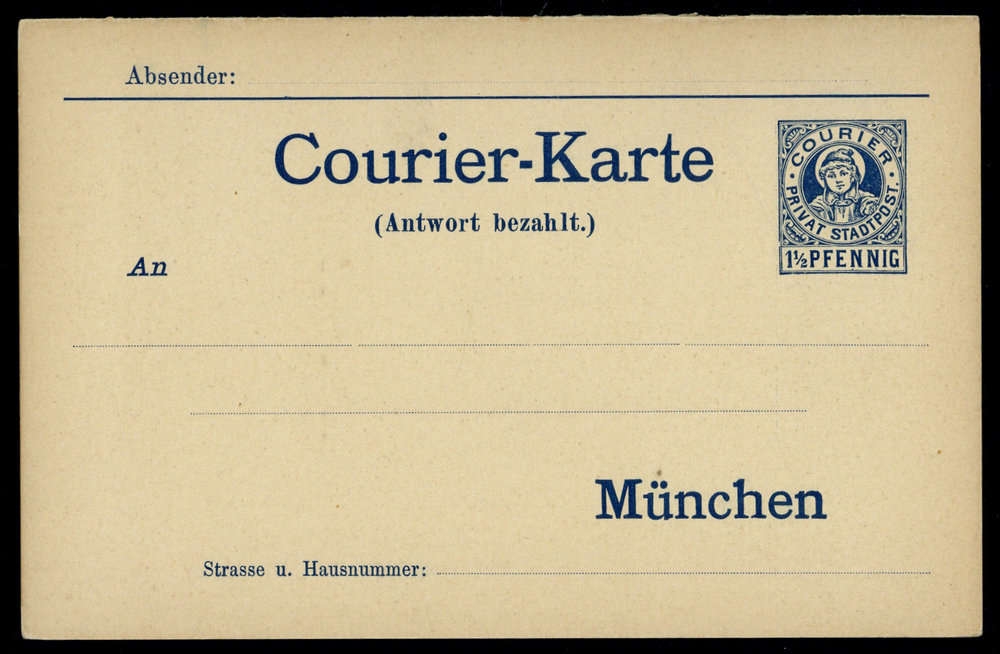 Absender:
Courier-Karte
(Antwort bezahlt.)
COURIER
PRIVAT STADTPOST.
1½ PFENNIG
An
München
Strasse u. Hausnummer: